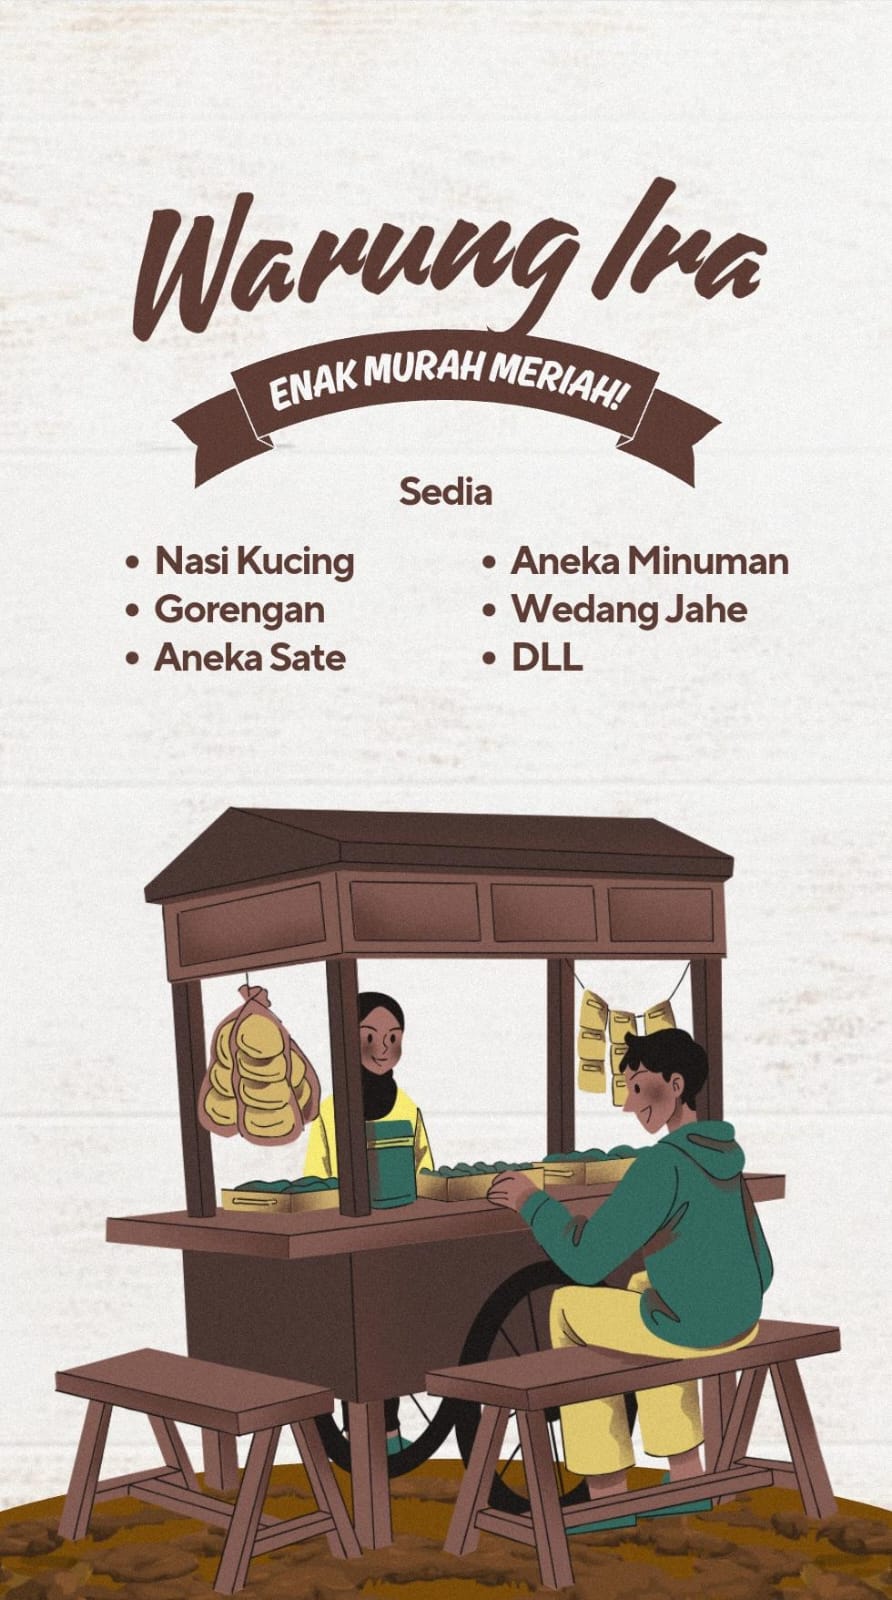 Warung Ira
ENAK MURAH MERIAH!
Sedia
• Nasi Kucing
• Gorengan
• Aneka Sate
• Aneka Minuman
• Wedang Jahe
• DLL